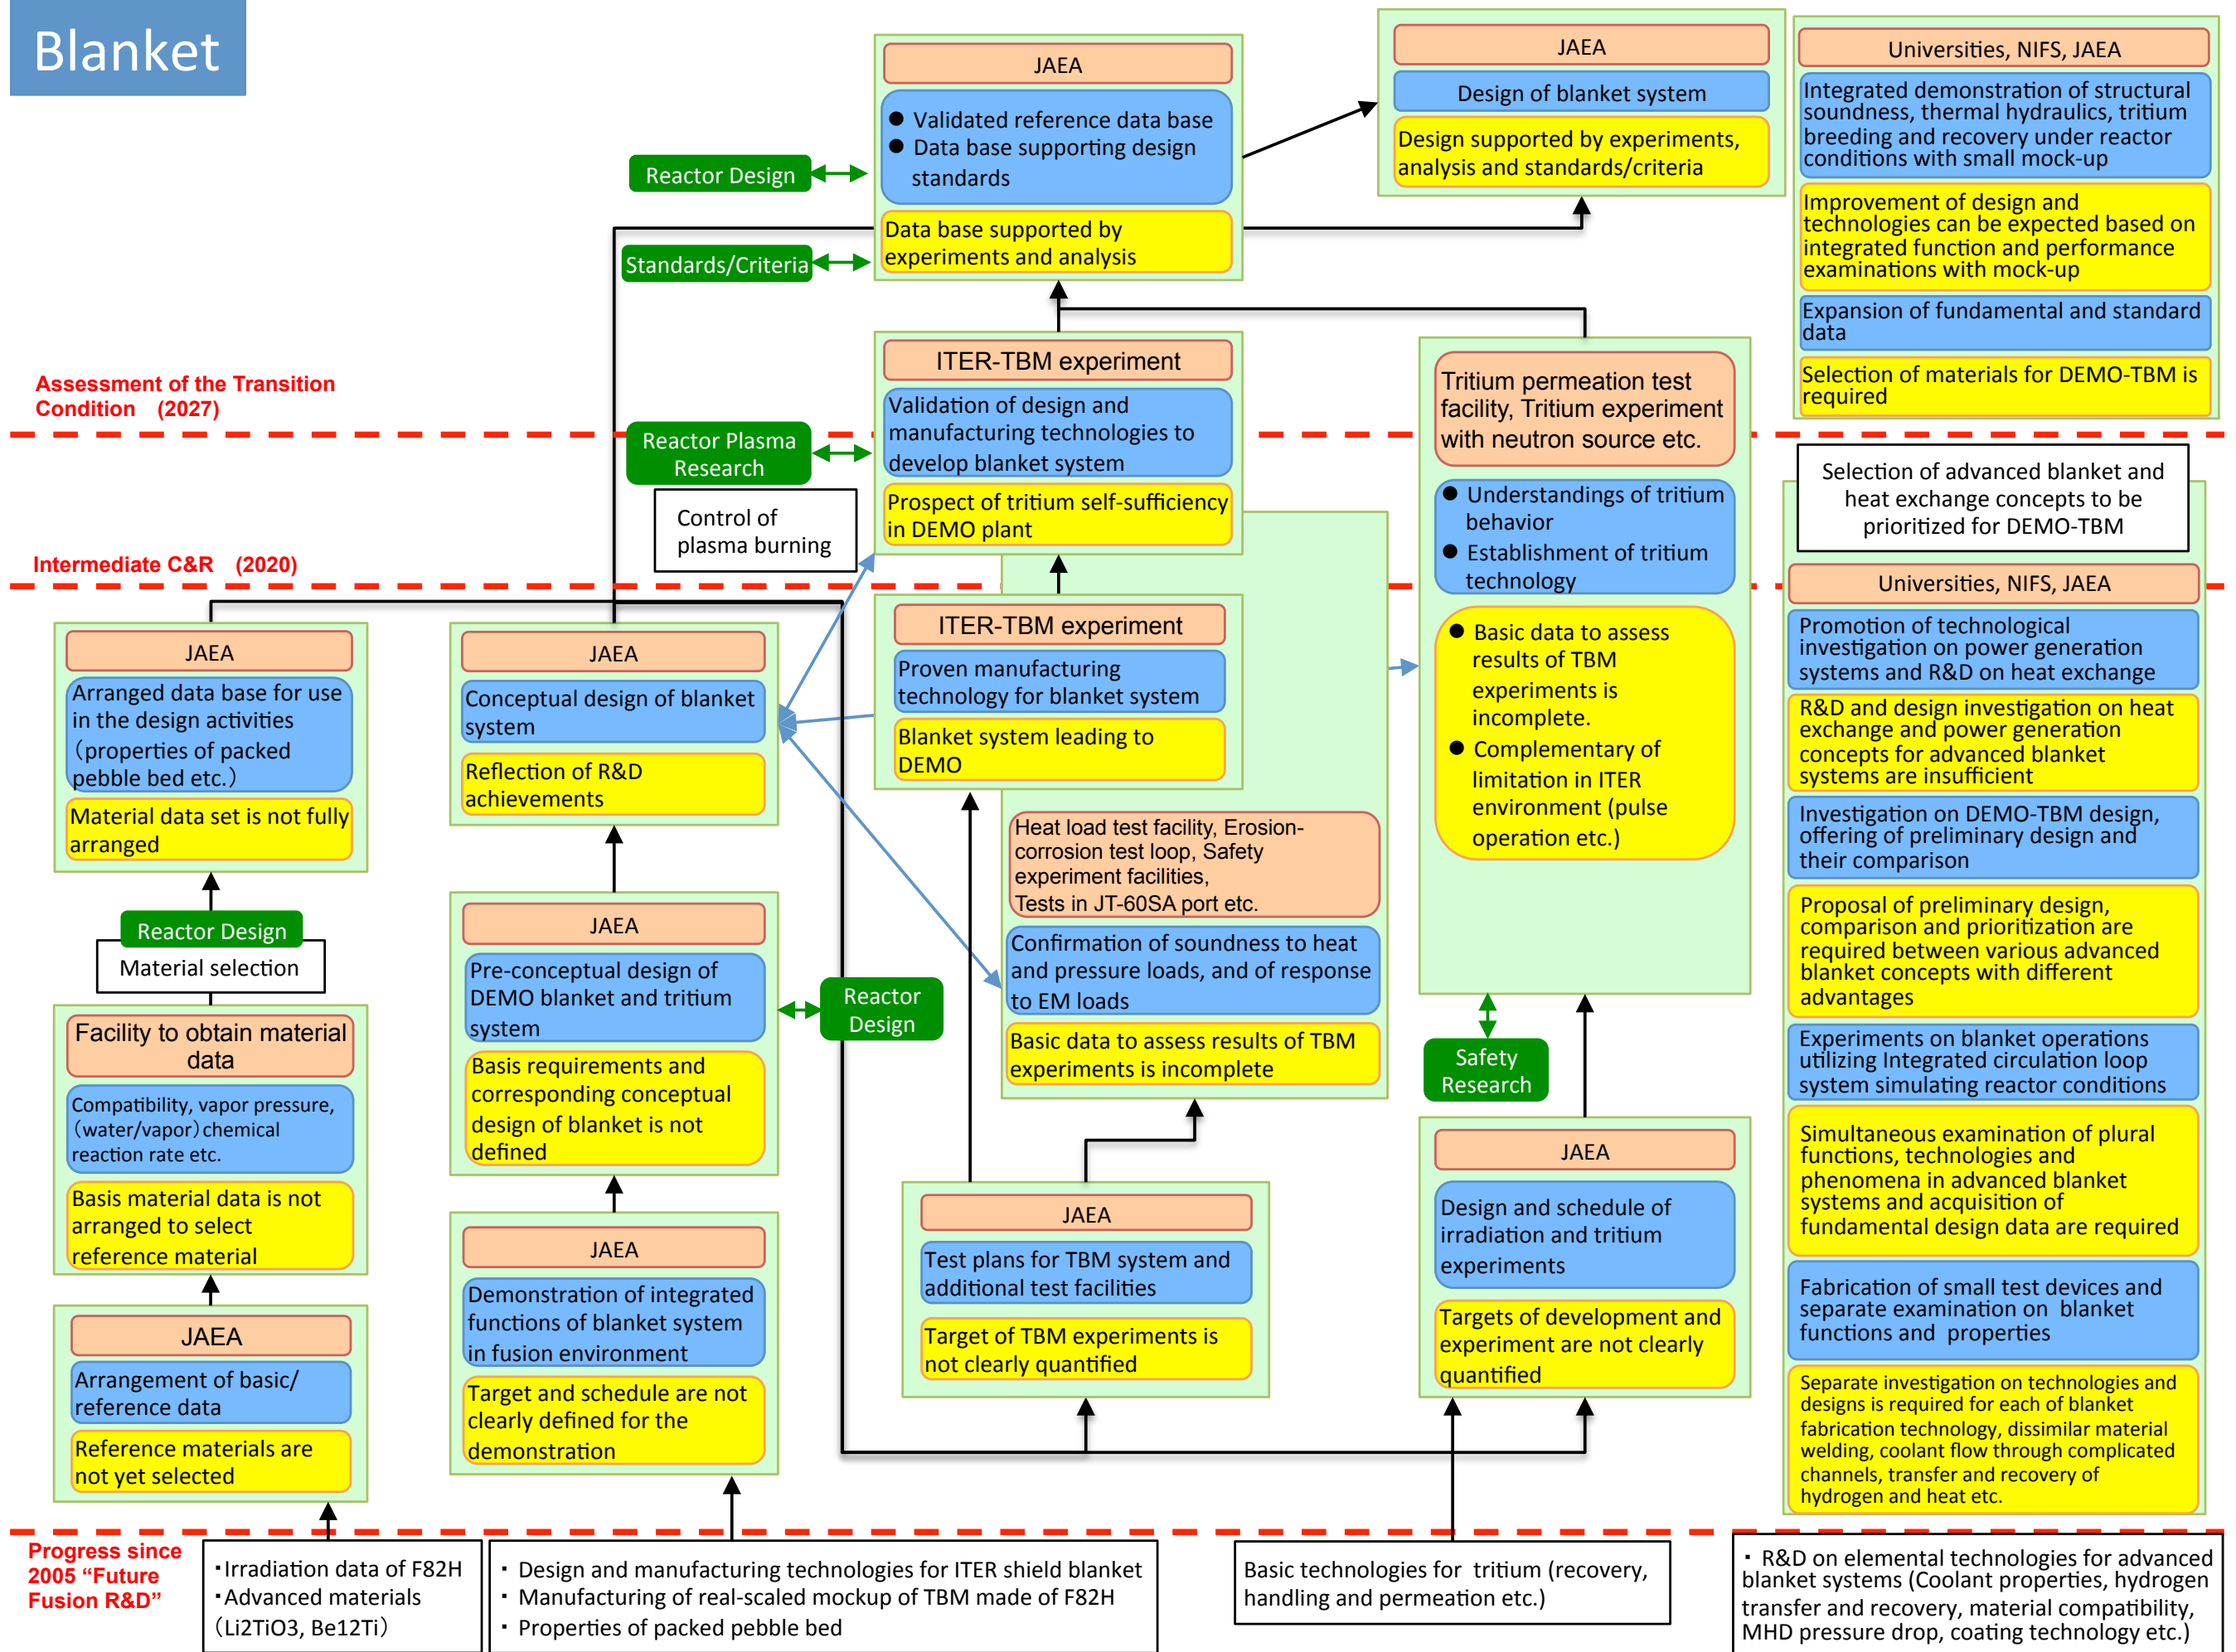 Blanket
JAEA
● Validated reference data base
● Data base supporting design
standards
Data base supported by
experiments and analysis
Reactor Design
Standards/Criteria
JAEA
Design of blanket system
Design supported by experiments,
analysis and standards/criteria
Universities, NIFS, JAEA
Integrated demonstration of structural
soundness, thermal hydraulics, tritium
breeding and recovery under reactor
conditions with small mock-up
Improvement of design and
technologies can be expected based on
integrated function and performance
examinations with mock-up
Expansion of fundamental and standard
data
Selection of materials for DEMO-TBM is
required
Assessment of the Transition
Condition (2027)
ITER-TBM experiment
Validation of design and
manufacturing technologies to
develop blanket system
Prospect of tritium self-sufficiency
in DEMO plant
Reactor Plasma
Research
Control of
plasma burning
Tritium permeation test
facility, Tritium experiment
with neutron source etc.
● Understandings of tritium
behavior
● Establishment of tritium
technology
● Basic data to assess
results of TBM
experiments is
incomplete.
● Complementary of
limitation in ITER
environment (pulse
operation etc.)
Selection of advanced blanket and
heat exchange concepts to be
prioritized for DEMO-TBM
Intermediate C&R (2020)
JAEA
Arranged data base for use
in the design activities
(properties of packed
pebble bed etc.)
Material data set is not fully
arranged
Reactor Design
Material selection
Facility to obtain material
data
Compatibility, vapor pressure,
(water/vapor) chemical
reaction rate etc.
Basis material data is not
arranged to select
reference material
JAEA
Arrangement of basic/
reference data
Reference materials are
not yet selected
JAEA
Conceptual design of blanket
system
Reflection of R&D
achievements
JAEA
Pre-conceptual design of
DEMO blanket and tritium
system
Basis requirements and
corresponding conceptual
design of blanket is not
defined
Reactor
Design
JAEA
Demonstration of integrated
functions of blanket system
in fusion environment
Target and schedule are not
clearly defined for the
demonstration
ITER-TBM experiment
Proven manufacturing
technology for blanket system
Blanket system leading to
DEMO
Heat load test facility, Erosion-
corrosion test loop, Safety
experiment facilities,
Tests in JT-60SA port etc.
Confirmation of soundness to heat
and pressure loads, and of response
to EM loads
Basic data to assess results of TBM
experiments is incomplete
JAEA
Test plans for TBM system and
additional test facilities
Target of TBM experiments is
not clearly quantified
Safety
Research
JAEA
Design and schedule of
irradiation and tritium
experiments
Targets of development and
experiment are not clearly
quantified
Universities, NIFS, JAEA
Promotion of technological
investigation on power generation
systems and R&D on heat exchange
R&D and design investigation on heat
exchange and power generation
concepts for advanced blanket
systems are insufficient
Investigation on DEMO-TBM design,
offering of preliminary design and
their comparison
Proposal of preliminary design,
comparison and prioritization are
required between various advanced
blanket concepts with different
advantages
Experiments on blanket operations
utilizing Integrated circulation loop
system simulating reactor conditions
Simultaneous examination of plural
functions, technologies and
phenomena in advanced blanket
systems and acquisition of
fundamental design data are required
Fabrication of small test devices and
separate examination on blanket
functions and properties
Separate investigation on technologies and
designs is required for each of blanket
fabrication technology, dissimilar material
welding, coolant flow through complicated
channels, transfer and recovery of
hydrogen and heat etc.
Progress since
2005 “Future
Fusion R&D”
・Irradiation data of F82H
・Advanced materials
(Li2TiO3, Be12Ti)
・ Design and manufacturing technologies for ITER shield blanket
・ Manufacturing of real-scaled mockup of TBM made of F82H
・ Properties of packed pebble bed
Basic technologies for tritium (recovery,
handling and permeation etc.)
・ R&D on elemental technologies for advanced
blanket systems (Coolant properties, hydrogen
transfer and recovery, material compatibility,
MHD pressure drop, coating technology etc.)